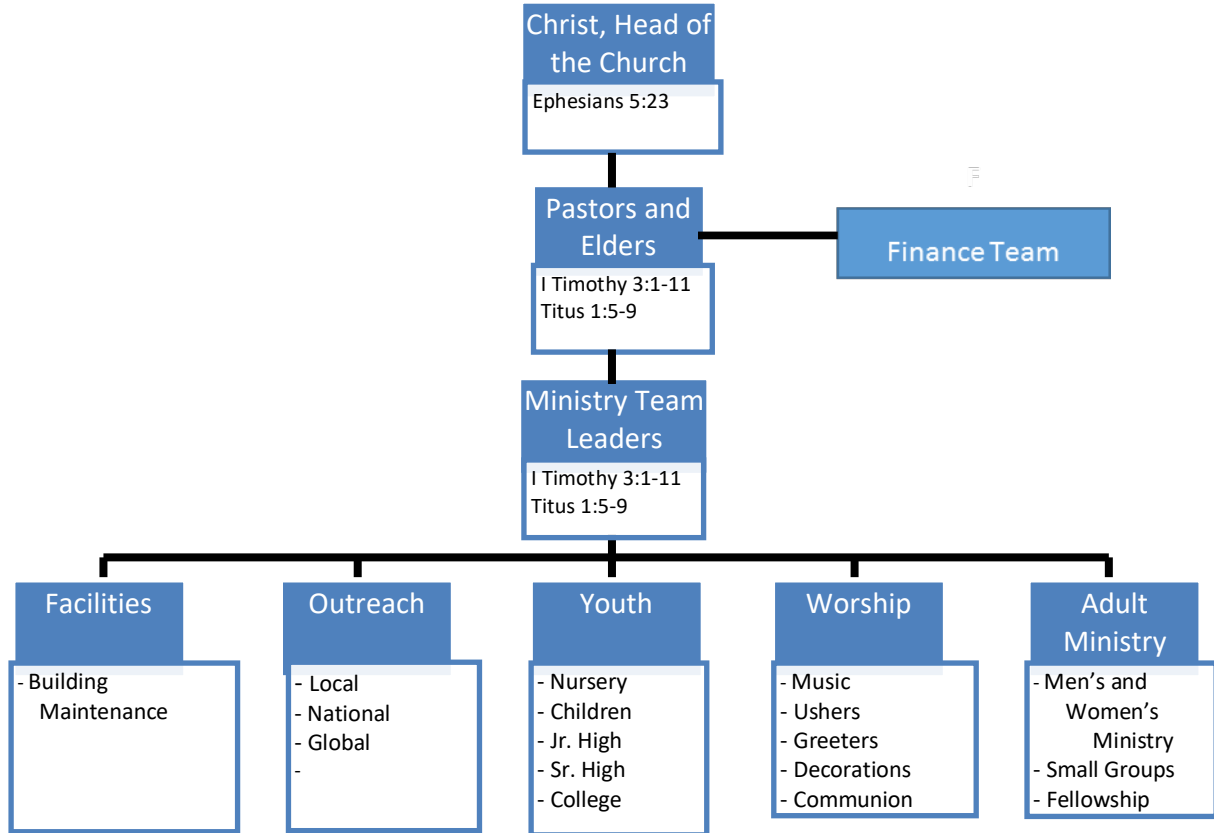 Christ, Head of
the Church
Ephesians 5:23
Pastors and
Elders
I Timothy 3:1-11
Titus 1:5-9
Finance Team
Ministry Team
Leaders
I Timothy 3:1-11
Titus 1:5-9
Facilities
- Building
Maintenance
Outreach
- Local
- National
- Global
-
Youth
- Nursery
- Children
- Jr. High
- Sr. High
- College
Worship
- Music
- Ushers
- Greeters
- Decorations
- Communion
Adult
Ministry
- Men’s and
Women’s
Ministry
- Small Groups
- Fellowship